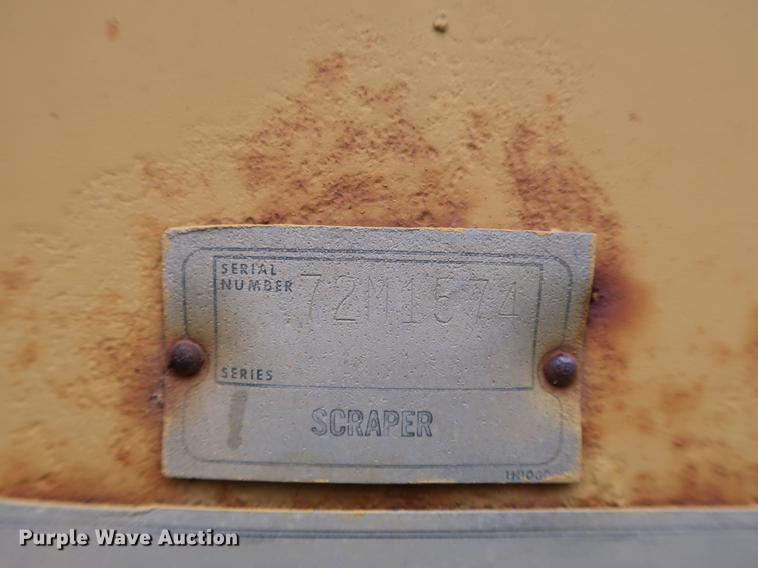 SERIAL
NUMBER 72M1574
SERIES
SCRAPER
Purple Wave Auction